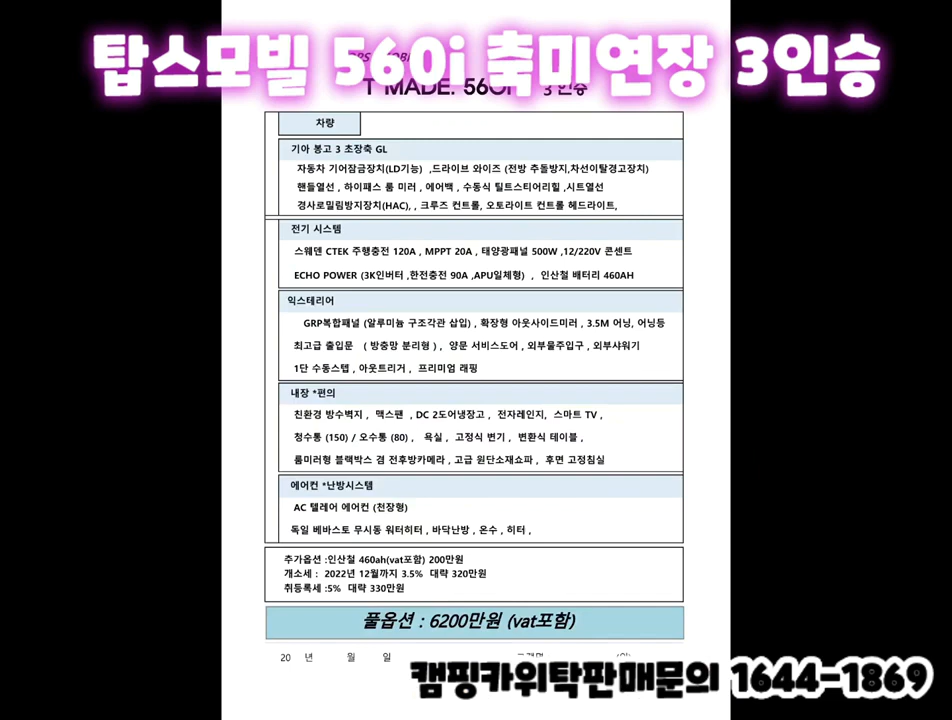 탑스모빌 560i 축미연장 3인승
T MADE. 560i 3인승
차량
기아 봉고 3 초장축 GL
자동차 기어잠금장치(LD기능) ,드라이브 와이즈 (전방 추돌방지,차선이탈경고장치)
핸들열선 , 하이패스 룸 미러 , 에어백 , 수동식 틸트스티어리힐 ,시트열선
경사로밀림방지장치(HAC), , 크루즈 컨트롤, 오토라이트 컨트롤 헤드라이트,
전기 시스템
스웨덴 CTEK 주행충전 120A , MPPT 20A , 태양광패널 500W ,12/220V 콘센트
ECHO POWER (3K인버터 ,한전충전 90A ,APU일체형) , 인산철 배터리 460AH
익스테리어
GRP복합패널 (알루미늄 구조각관 삽입) , 확장형 아웃사이드미러 , 3.5M 어닝, 어닝등
최고급 출입문 ( 방충망 분리형 ) , 양문 서비스도어 , 외부물주입구 , 외부샤워기
1단 수동스텝 , 아웃트리거 , 프리미엄 래핑
내장 *편의
친환경 방수벽지 , 맥스팬 , DC 2도어냉장고 , 전자레인지, 스마트 TV ,
청수통 (150) / 오수통 (80) , 욕실 , 고정식 변기 , 변환식 테이블 ,
룸미러형 블랙박스 겸 전후방카메라 , 고급 원단소재쇼파 , 후면 고정침실
에어컨 *난방시스템
AC 텔레어 에어컨 (천장형)
독일 베바스토 무시동 워터히터 , 바닥난방 , 온수 , 히터 ,
추가옵션 :인산철 460ah(vat포함) 200만원
개소세 : 2022년 12월까지 3.5% 대략 320만원
취등록세 :5% 대략 330만원
풀옵션 : 6200만원 (vat포함)
20 년 월 일
캠핑카위탁판매문의 1644-1869